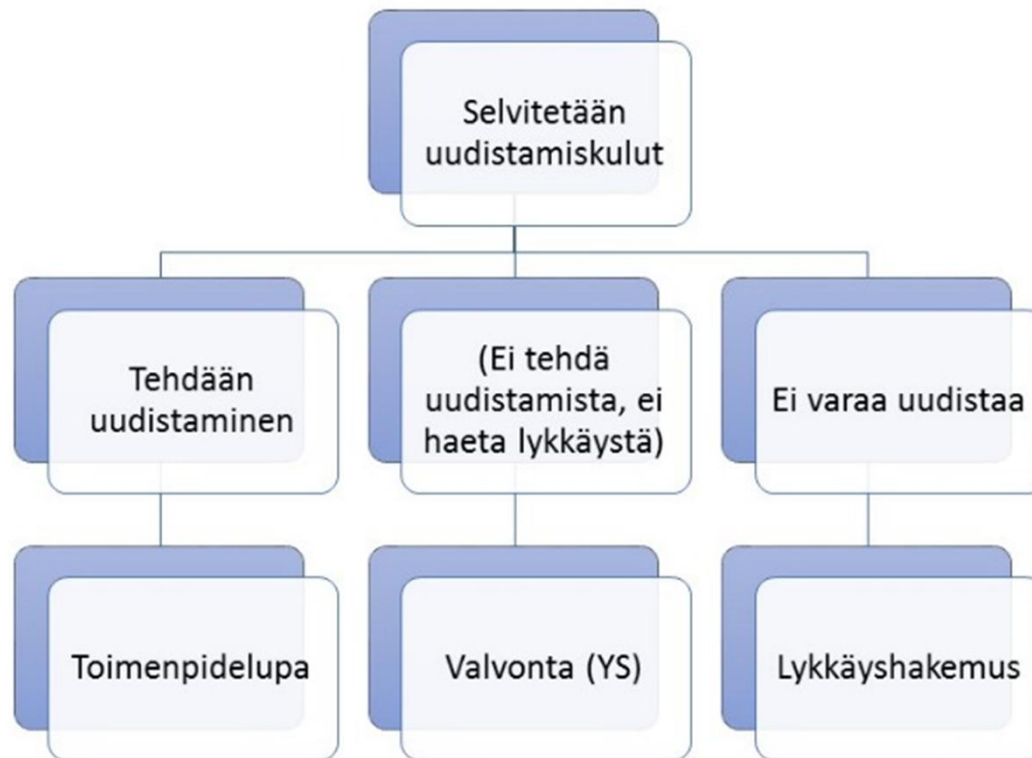 Selvitetään
uudistamiskulut
Tehdään
uudistaminen
(Ei tehdä
uudistamista, ei
haeta lykkäystä)
Ei varaa uudistaa
Toimenpidelupa
Valvonta (YS)
Lykkäyshakemus